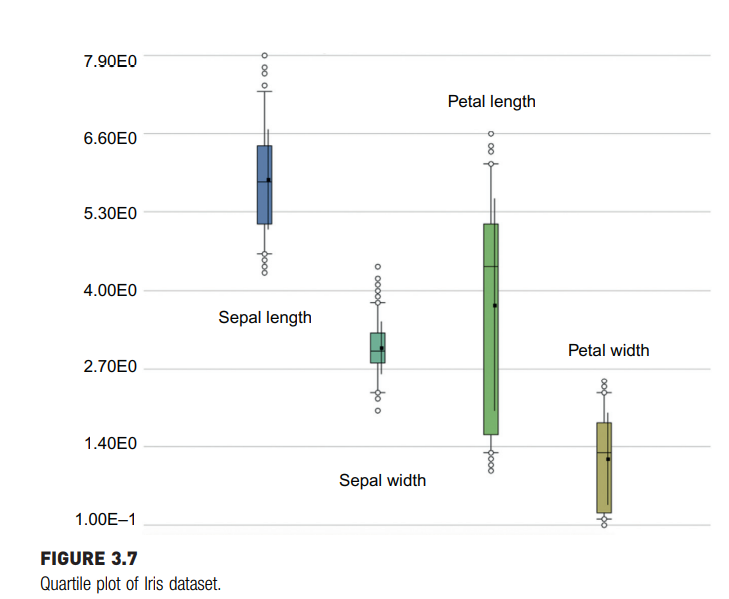 7.90E0
Petal length
6.60E0
5.30E0
4.00E0
Sepal length
Petal width
2.70E0
1.40E0
Sepal width
1.00E–1
FIGURE 3.7
Quartile plot of Iris dataset.